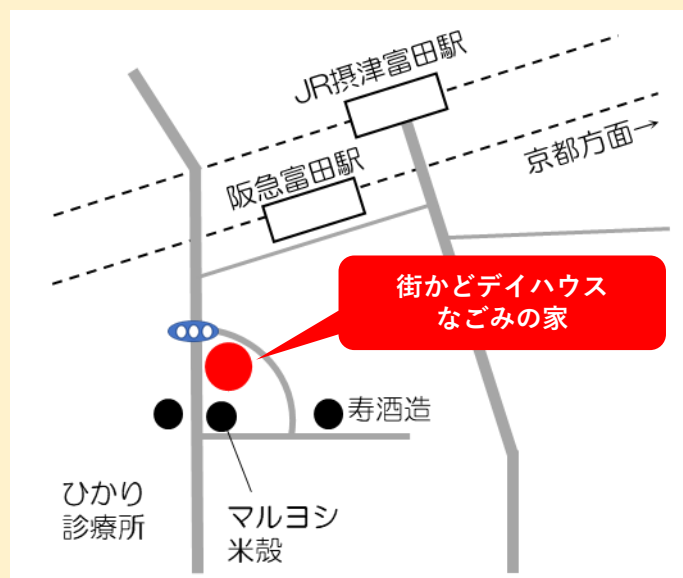 JR摂津富田駅
阪急富田駅
京都方面→
街かどデイハウス
なごみの家
寿酒造
ひかり
診療所
マルヨシ
米殻